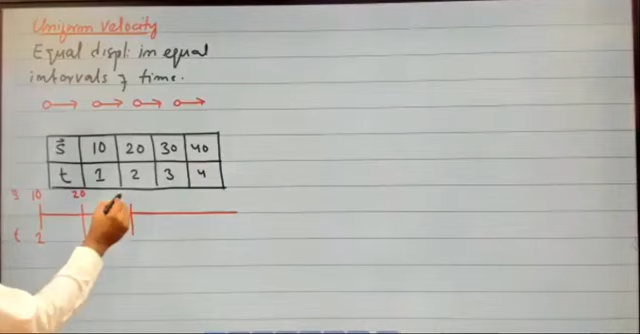 Uniform Velocity
Equal displ: in equal
intervals of time.
S⃗ 10 20 30 40
t 1 2 3 4
S 10 20
t 1